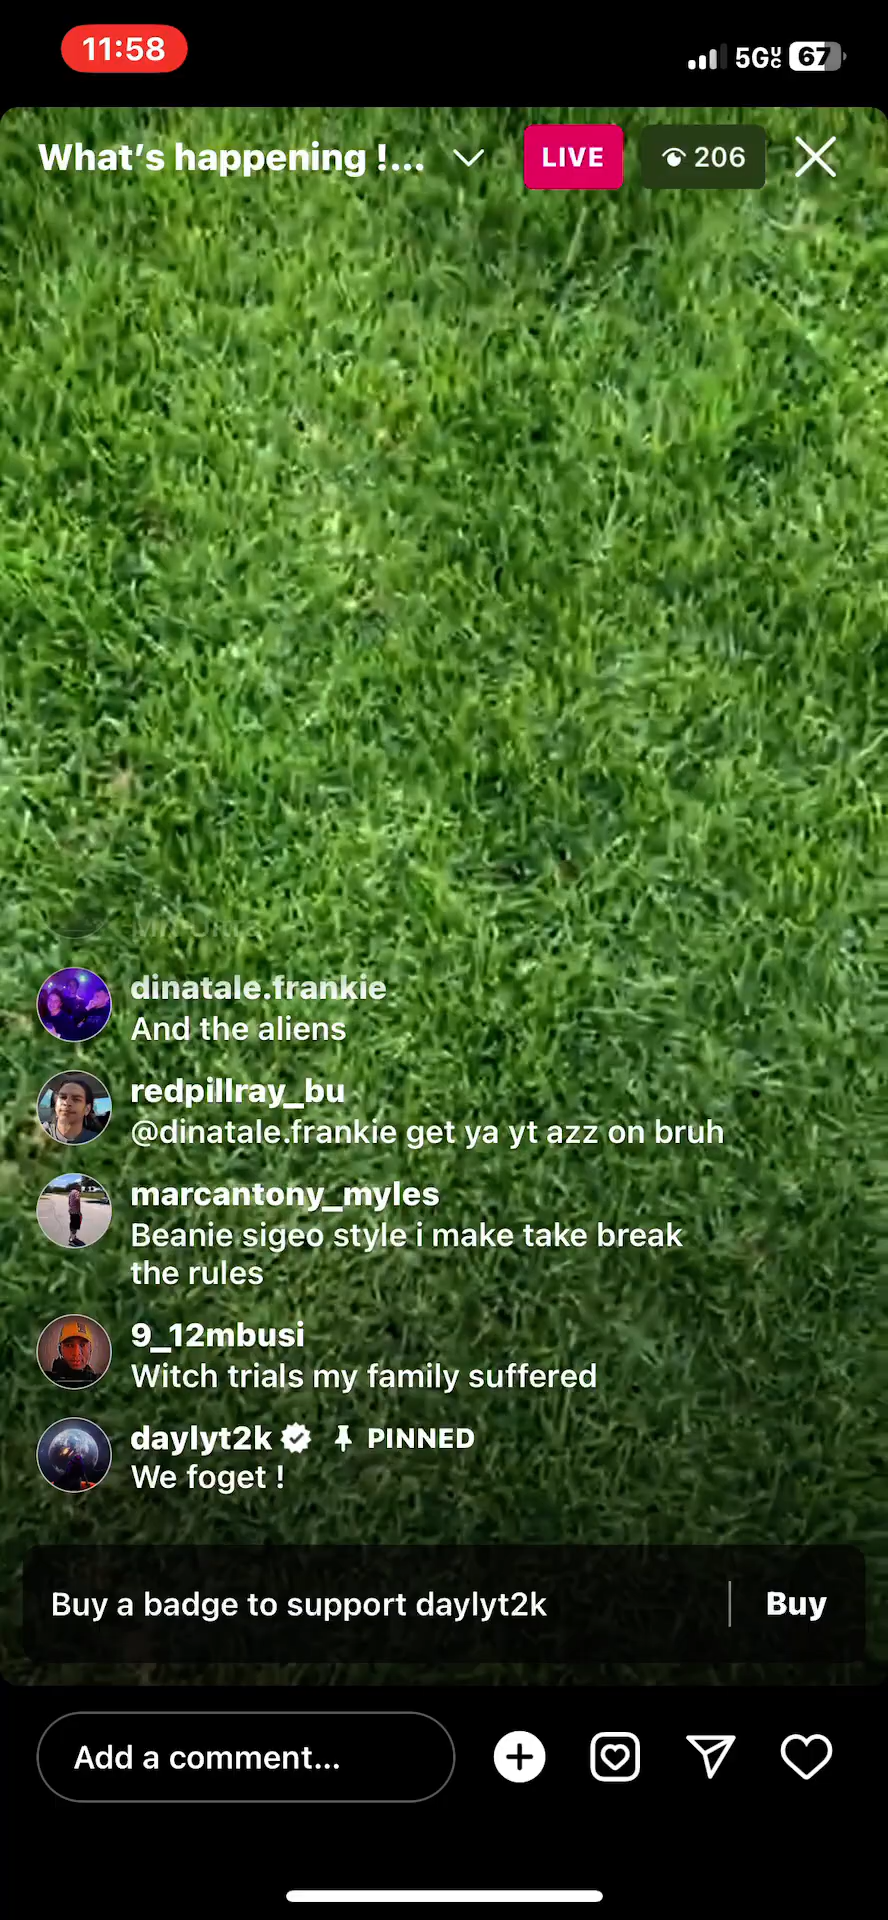 11:58
5G
67
What's happening !...
LIVE
206
dinatale.frankie
And the aliens
redpillray_bu
@dinatale.frankie get ya yt azz on bruh
marcantony_myles
Beanie sigeo style i make take break
the rules
9_12mbusi
Witch trials my family suffered
daylyt2k PINNED
We foget !
Buy a badge to support daylyt2k
Buy
Add a comment...